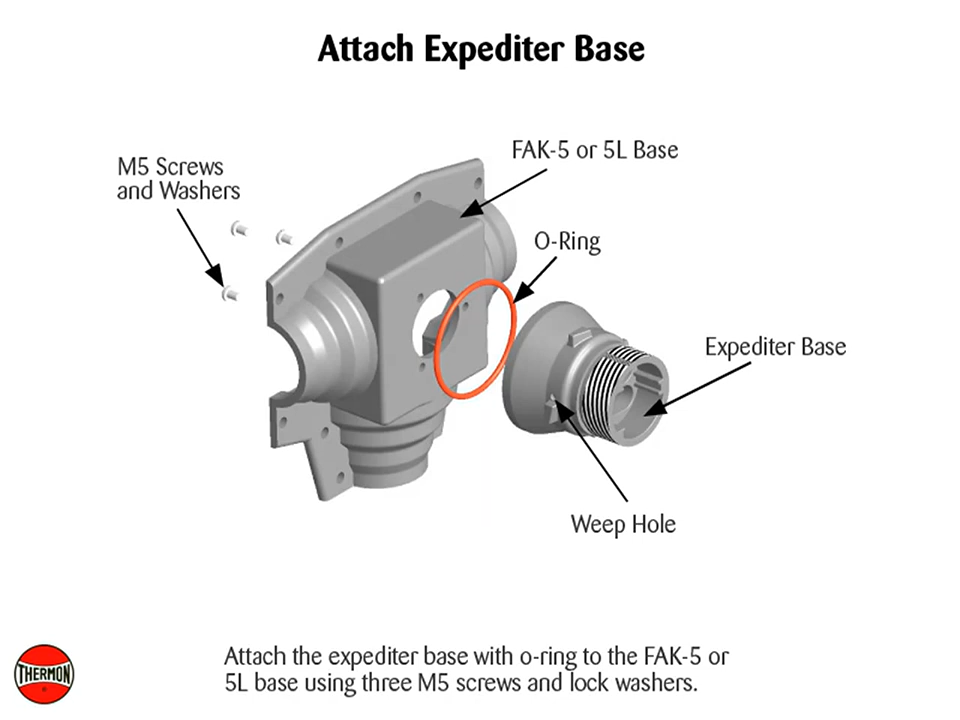 Attach Expediter Base
FAK-5 or 5L Base
M5 Screws
and Washers
O-Ring
Expediter Base
Weep Hole
Attach the expediter base with o-ring to the FAK-5 or
5L base using three M5 screws and lock washers.
THERMON